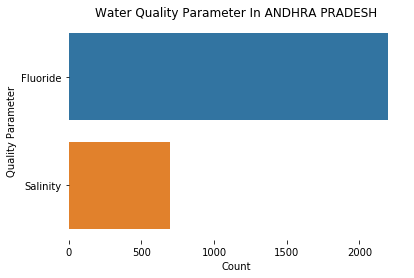 Water Quality Parameter In ANDHRA PRADESH
Quality Parameter
Fluoride
Salinity
0 500 1000 1500 2000
Count